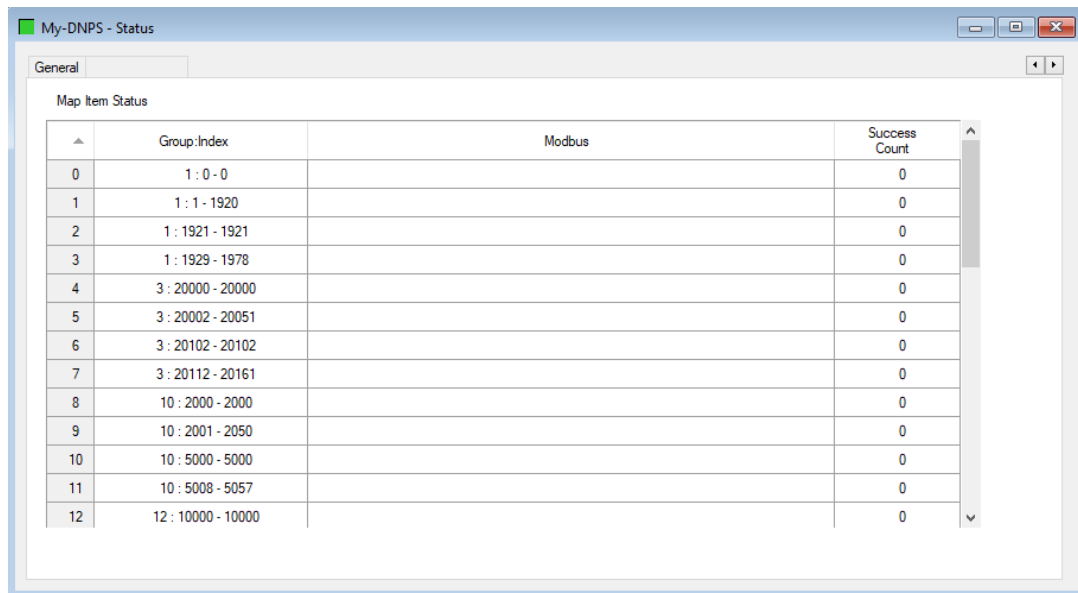 My-DNPS - Status
General
Map Item Status
Group:Index Modbus Success Count
0 1 : 0 - 0 0
1 1 : 1 - 1920 0
2 1 : 1921 - 1921 0
3 1 : 1929 - 1978 0
4 3 : 20000 - 20000 0
5 3 : 20002 - 20051 0
6 3 : 20102 - 20102 0
7 3 : 20112 - 20161 0
8 10 : 2000 - 2000 0
9 10 : 2001 - 2050 0
10 10 : 5000 - 5000 0
11 10 : 5008 - 5057 0
12 12 : 10000 - 10000 0